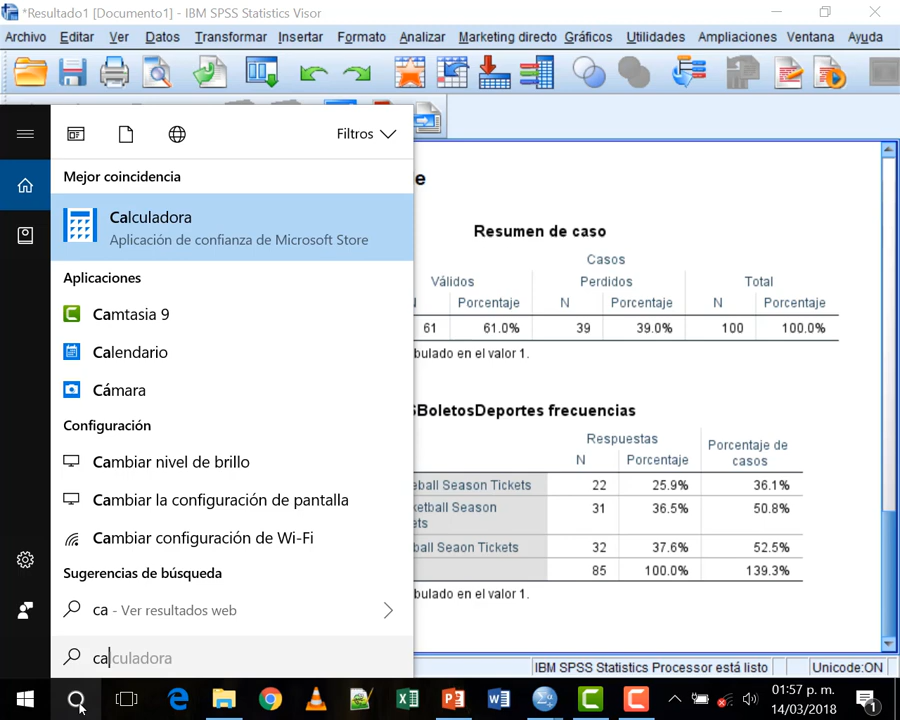 *Resultado1 [Documento1] - IBM SPSS Statistics Visor
Archivo Editar Ver Datos Transformar Insertar Formato Analizar Marketing directo Gráficos Utilidades Ampliaciones Ventana Ayuda
Filtros
Mejor coincidencia
Calculadora
Aplicación de confianza de Microsoft Store
Aplicaciones
Camtasia 9
Calendario
Cámara
Configuración
Cambiar nivel de brillo
Cambiar la configuración de pantalla
Cambiar configuración de Wi-Fi
Sugerencias de búsqueda
ca - Ver resultados web
calculadora
e
Resumen de caso
Casos
Válidos Perdidos Total
N Porcentaje N Porcentaje N Porcentaje
61 61.0% 39 39.0% 100 100.0%
bulado en el valor 1.
SBoletosDeportes frecuencias
Respuestas Porcentaje de casos
N Porcentaje
eball Season Tickets 22 25.9% 36.1%
ketball Season
ets 31 36.5% 50.8%
ball Seaon Tickets 32 37.6% 52.5%
85 100.0% 139.3%
bulado en el valor 1.
IBM SPSS Statistics Processor está listo Unicode:ON
01:57 p. m.
14/03/2018
1